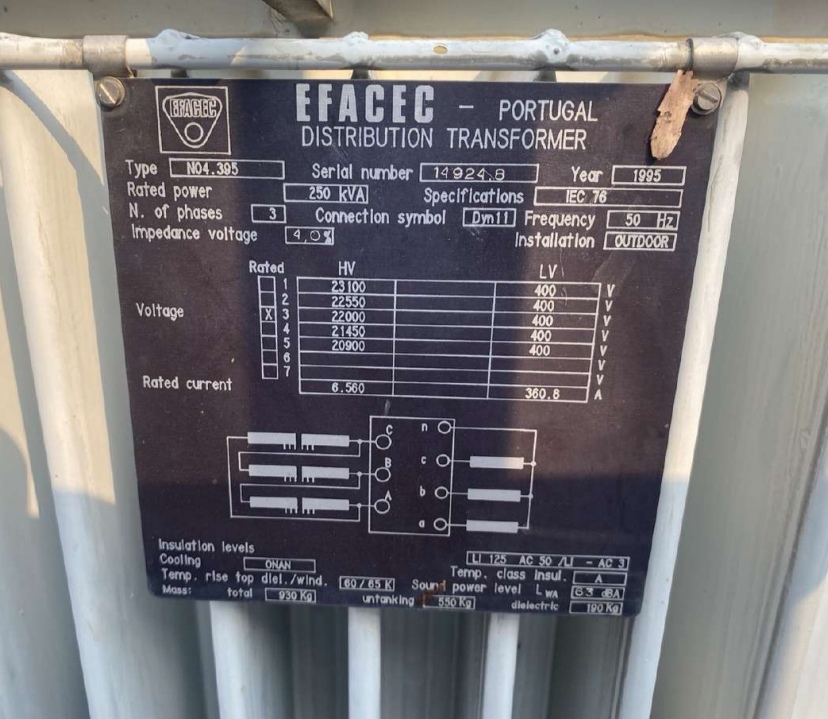 EFACEC
EFACEC - PORTUGAL
DISTRIBUTION TRANSFORMER
Type N04.395 Serial number 14924.8 Year 1995
Rated power 250 kVA Specifications IEC 76
N. of phases 3 Connection symbol Dyn11 Frequency 50 Hz
Impedance voltage 4,0% Installation OUTDOOR
Rated HV LV
1 23100 400 V
2 22550 400 V
Voltage X 3 22000 400 V
4 21450 400 V
5 20900 400 V
6 V
7 V
Rated current 6.560 360.8 A
C n
B c
A b
a
Insulation levels LI 125 AC 50 /LI - AC 3
Cooling ONAN Temp. class insul. A
Temp. rise top diel./wind. 60/65 K Sound power level LWA 63 dBA
Mass: total 930 Kg untanking 550 Kg dielectric 190 Kg